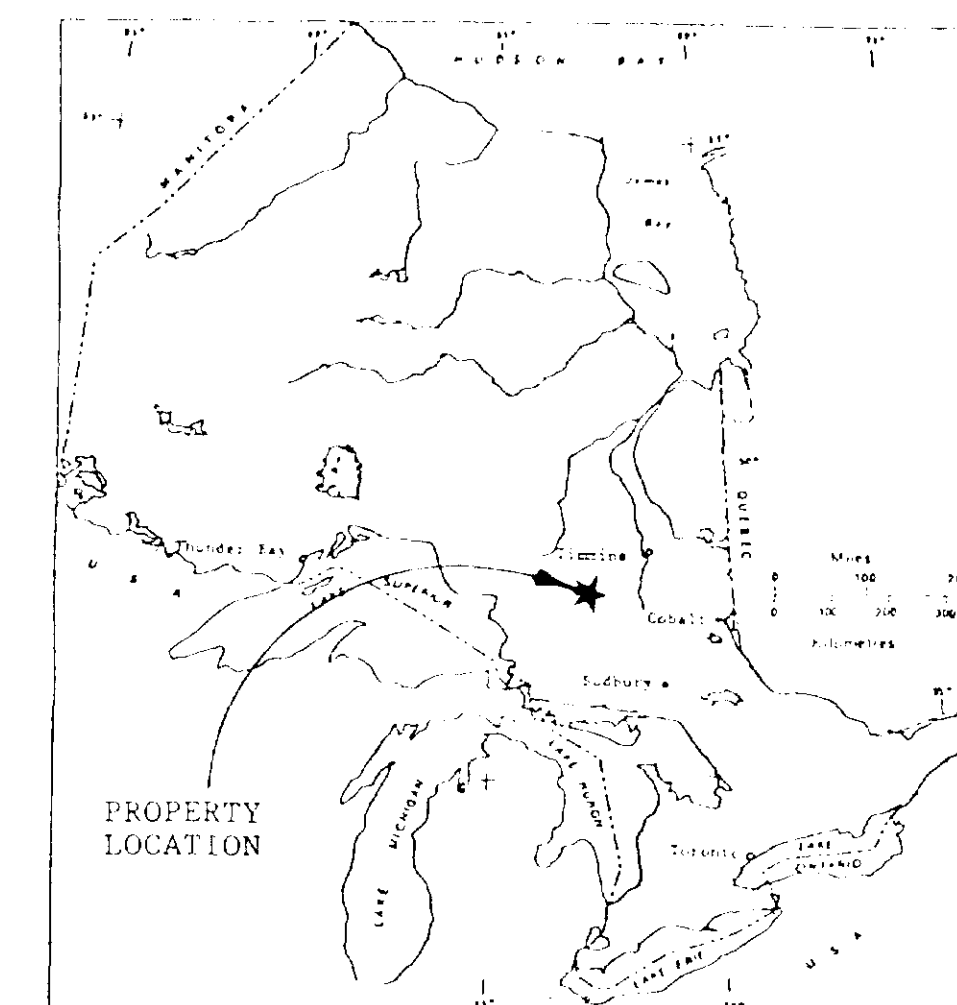 HUDSON BAY
MANITOBA
James
Bay
QUEBEC
Thunder Bay
Timmins
U S A
LAKE SUPERIOR
Miles
0 100
0 100 200 300
Kilometres
Cobalt
Sudbury
PROPERTY
LOCATION
LAKE MICHIGAN
LAKE HURON
Toronto
LAKE
ONTARIO
LAKE ERIE
U S A